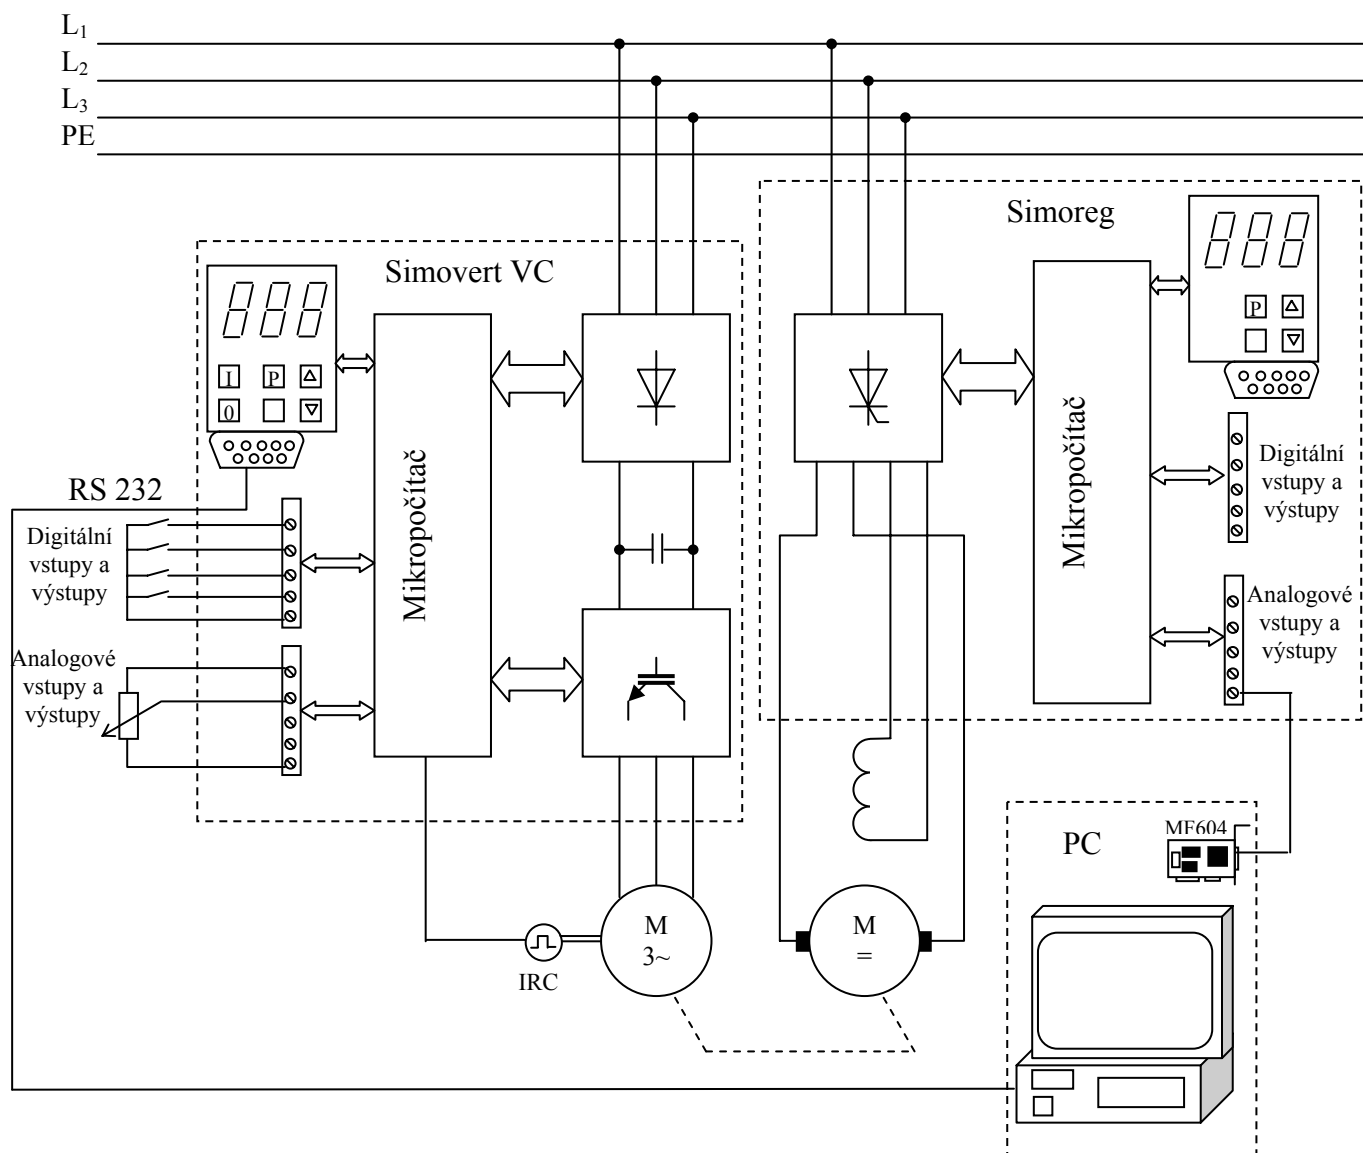 L₁
L₂
L₃
PE
Simoreg
Simovert VC
888
P
Mikropočítač
Digitální
vstupy a
výstupy
Analogové
vstupy a
výstupy
888
I P
0
Mikropočítač
RS 232
Digitální
vstupy a
výstupy
Analogové
vstupy a
výstupy
PC
MF604
M
3~
M
=
IRC